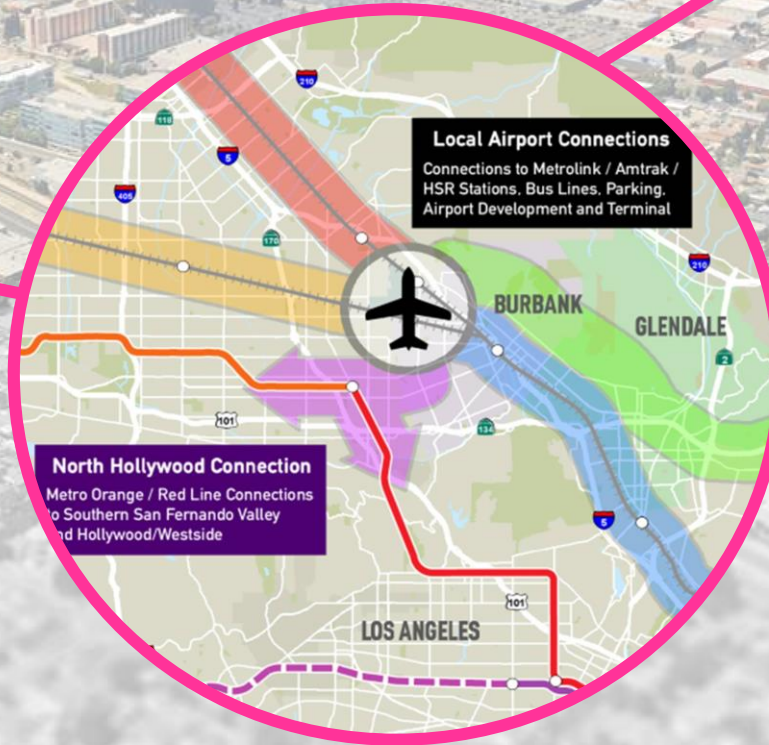 210
118
5
405
Local Airport Connections
Connections to Metrolink / Amtrak /
HSR Stations, Bus Lines, Parking,
Airport Development and Terminal
170
210
BURBANK
GLENDALE
2
101
134
North Hollywood Connection
Metro Orange / Red Line Connections
to Southern San Fernando Valley
nd Hollywood/Westside
5
101
LOS ANGELES